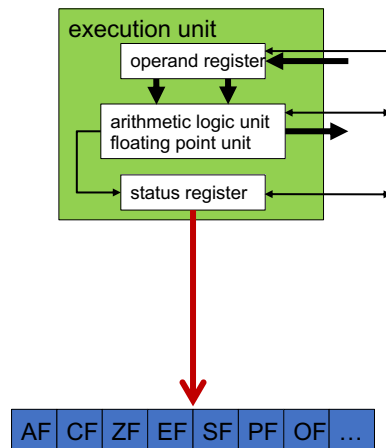 execution unit
operand register
arithmetic logic unit
floating point unit
status register
AF CF ZF EF SF PF OF ...